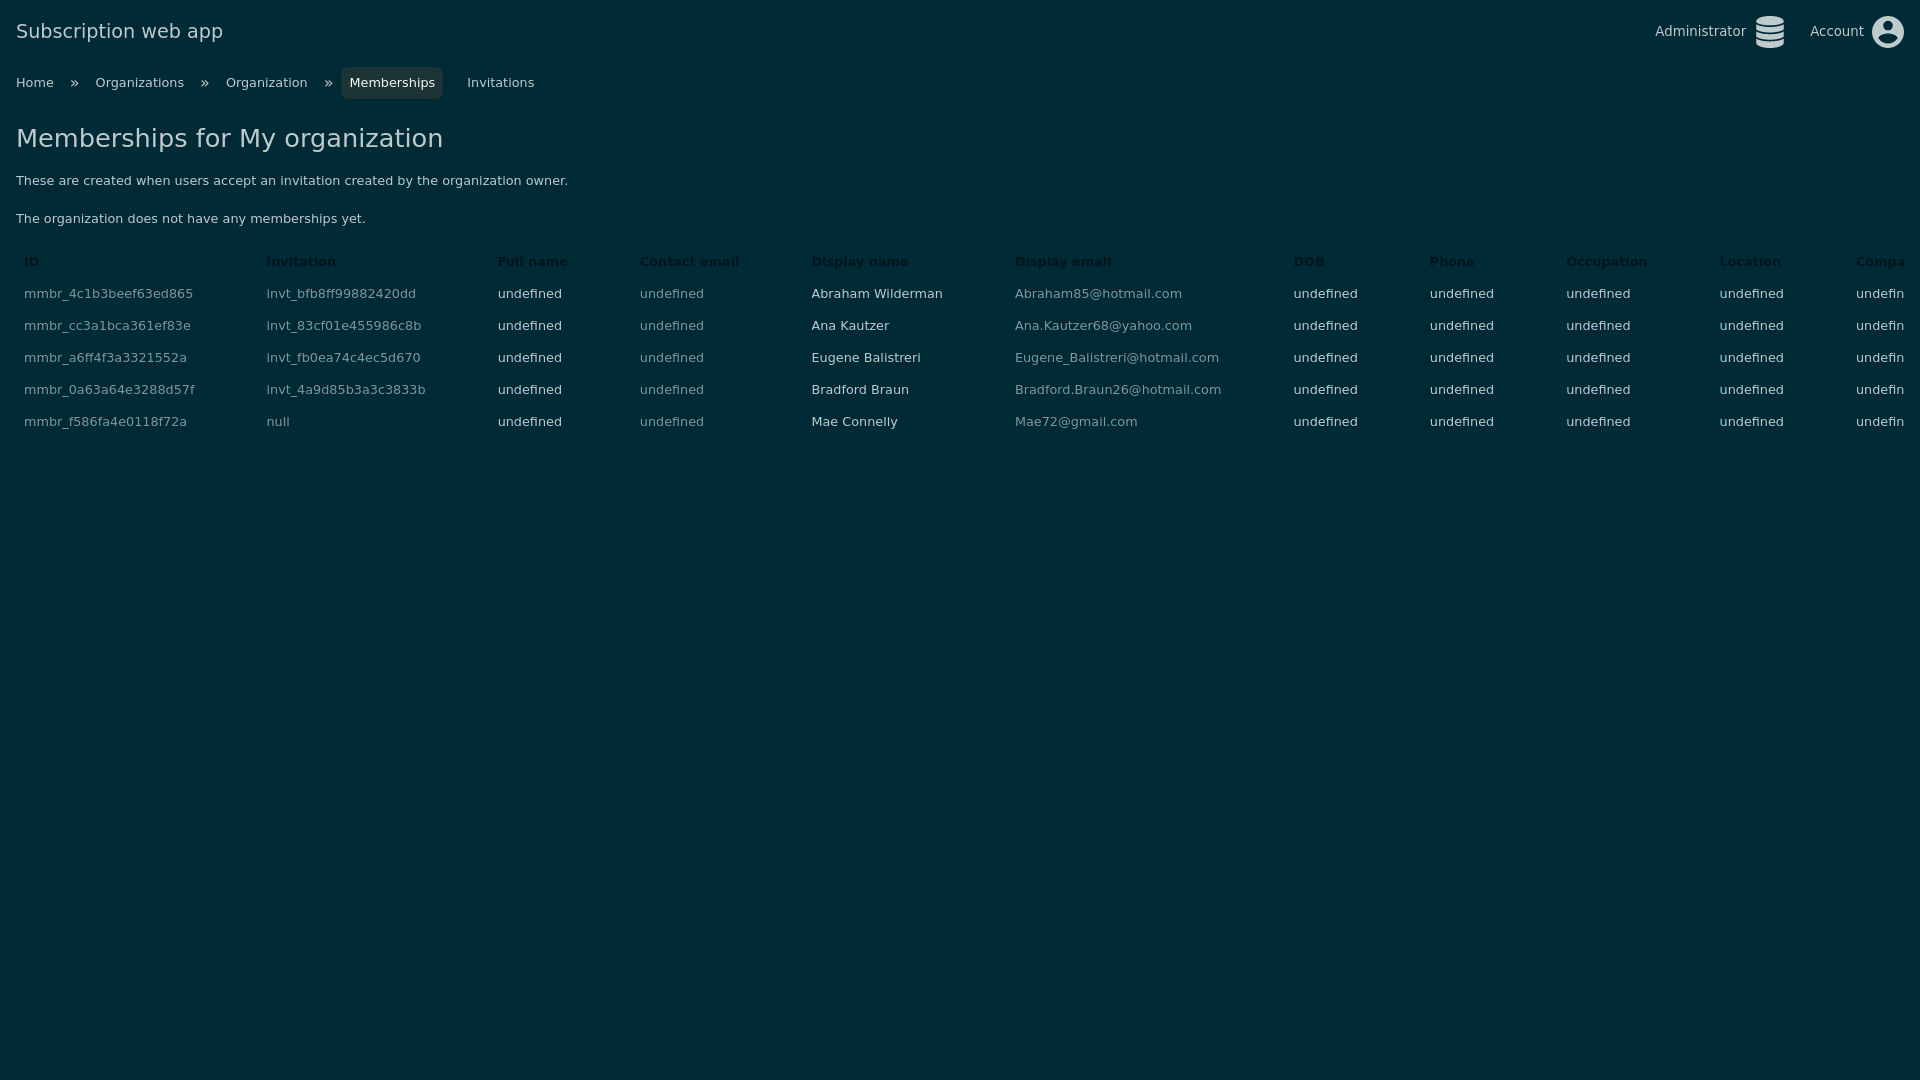 Subscription web app
Administrator
Account
Home » Organizations » Organization » Memberships Invitations
Memberships for My organization
These are created when users accept an invitation created by the organization owner.
The organization does not have any memberships yet.
ID Invitation Full name Contact email Display name Display email DOB Phone Occupation Location Compa
mmbr_4c1b3beef63ed865 invt_bfb8ff99882420dd undefined undefined Abraham Wilderman Abraham85@hotmail.com undefined undefined undefined undefined undefin
mmbr_cc3a1bca361ef83e invt_83cf01e455986c8b undefined undefined Ana Kautzer Ana.Kautzer68@yahoo.com undefined undefined undefined undefined undefin
mmbr_a6ff4f3a3321552a invt_fb0ea74c4ec5d670 undefined undefined Eugene Balistreri Eugene_Balistreri@hotmail.com undefined undefined undefined undefined undefin
mmbr_0a63a64e3288d57f invt_4a9d85b3a3c3833b undefined undefined Bradford Braun Bradford.Braun26@hotmail.com undefined undefined undefined undefined undefin
mmbr_f586fa4e0118f72a null undefined undefined Mae Connelly Mae72@gmail.com undefined undefined undefined undefined undefin